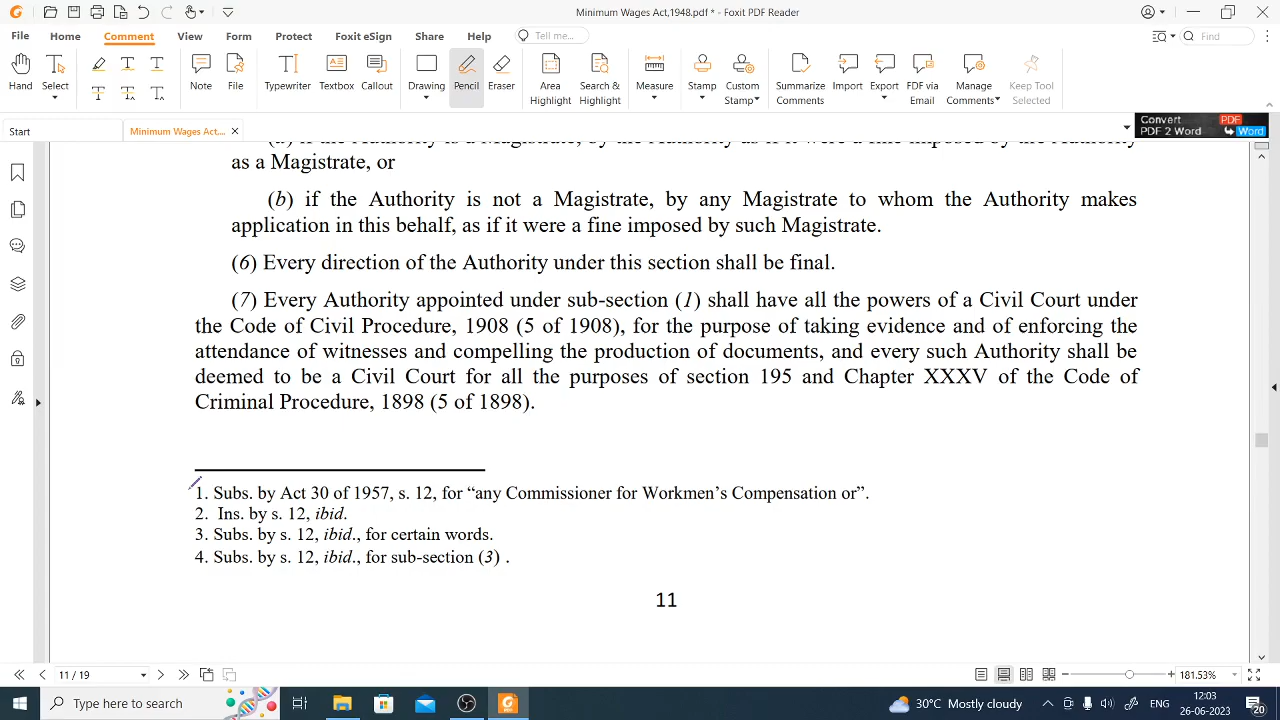 Minimum Wages Act,1948.pdf * - Foxit PDF Reader
File Home Comment View Form Protect Foxit eSign Share Help Tell me... Find
Hand Select Note File Typewriter Textbox Callout Drawing Pencil Eraser Area Highlight Search & Highlight Measure Stamp Custom Stamp Summarize Comments Import Export FDF via Email Manage Comments Keep Tool Selected
Start Minimum Wages Act,... Convert PDF 2 Word PDF Word
as a Magistrate, or
(b) if the Authority is not a Magistrate, by any Magistrate to whom the Authority makes
application in this behalf, as if it were a fine imposed by such Magistrate.
(6) Every direction of the Authority under this section shall be final.
(7) Every Authority appointed under sub-section (1) shall have all the powers of a Civil Court under
the Code of Civil Procedure, 1908 (5 of 1908), for the purpose of taking evidence and of enforcing the
attendance of witnesses and compelling the production of documents, and every such Authority shall be
deemed to be a Civil Court for all the purposes of section 195 and Chapter XXXV of the Code of
Criminal Procedure, 1898 (5 of 1898).
1. Subs. by Act 30 of 1957, s. 12, for “any Commissioner for Workmen’s Compensation or”.
2. Ins. by s. 12, ibid.
3. Subs. by s. 12, ibid., for certain words.
4. Subs. by s. 12, ibid., for sub-section (3) .
11
11 / 19 181.53%
Type here to search 30°C Mostly cloudy ENG 12:03
26-06-2023 20